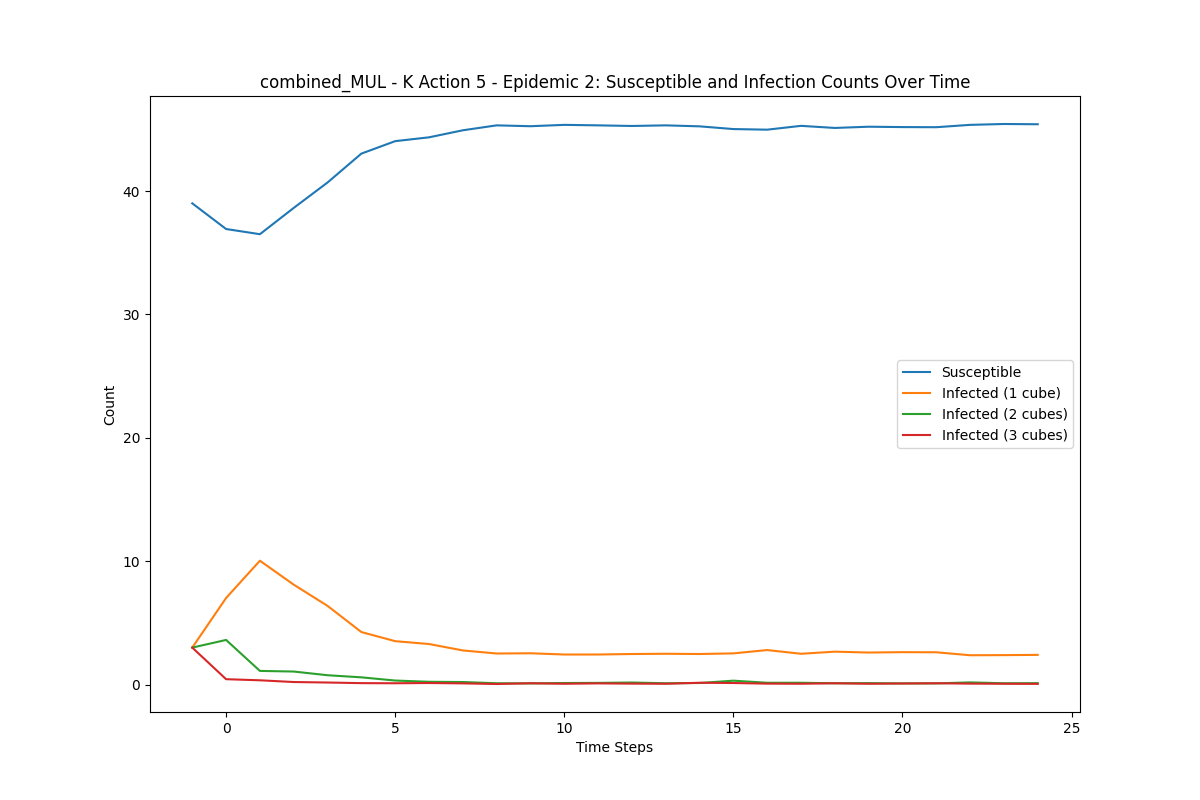 combined_MUL - K Action 5 - Epidemic 2: Susceptible and Infection Counts Over Time
Count
40
30
20
10
0
Susceptible
Infected (1 cube)
Infected (2 cubes)
Infected (3 cubes)
0 5 10 15 20 25
Time Steps